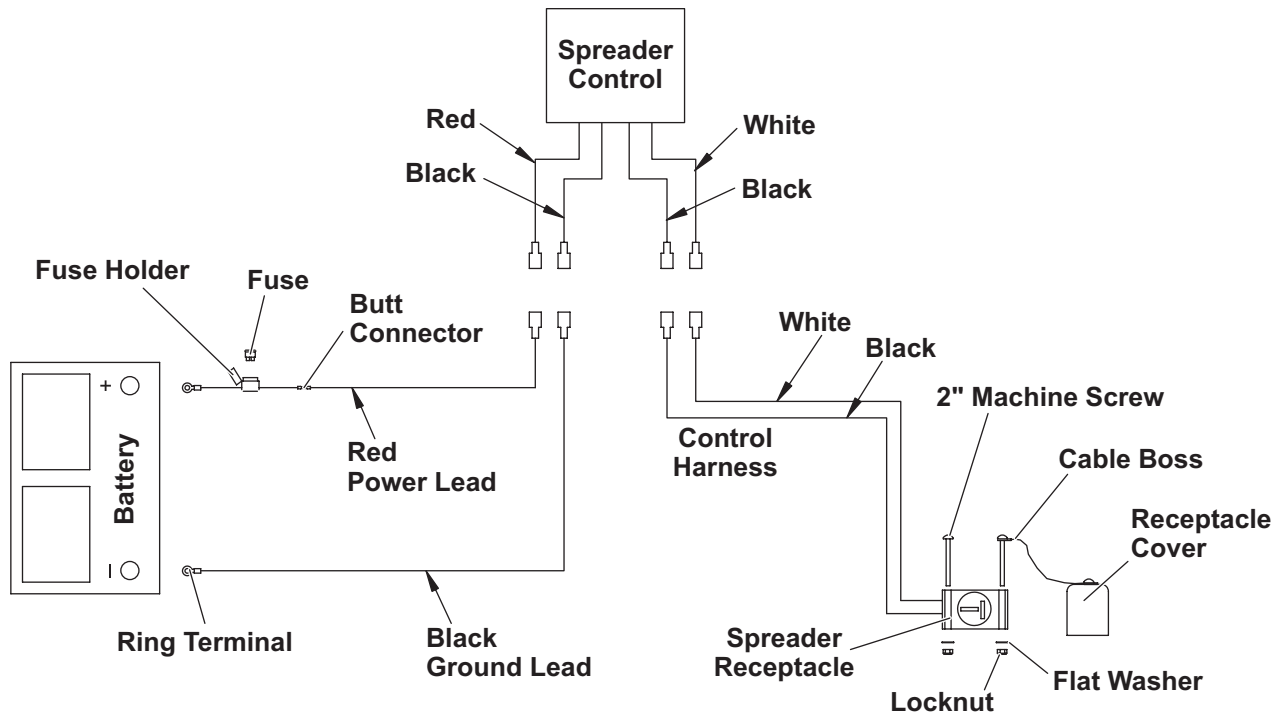 Spreader
Control
Red
White
Black
Black
Fuse Holder
Fuse
Butt
Connector
White
Black
2" Machine Screw
+
Battery
–
Red
Power Lead
Control
Harness
Cable Boss
Receptacle
Cover
Ring Terminal
Black
Ground Lead
Spreader
Receptacle
Flat Washer
Locknut